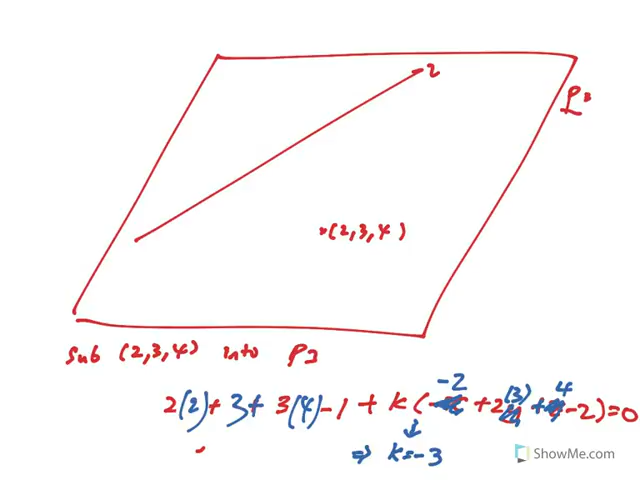 2
P3
(2,3,4)
Sub (2,3,4) into P3
2(2)+3+3(4)-1+k(-2+2(3)+4-2)=0
⇒ k=-3
ShowMe.com